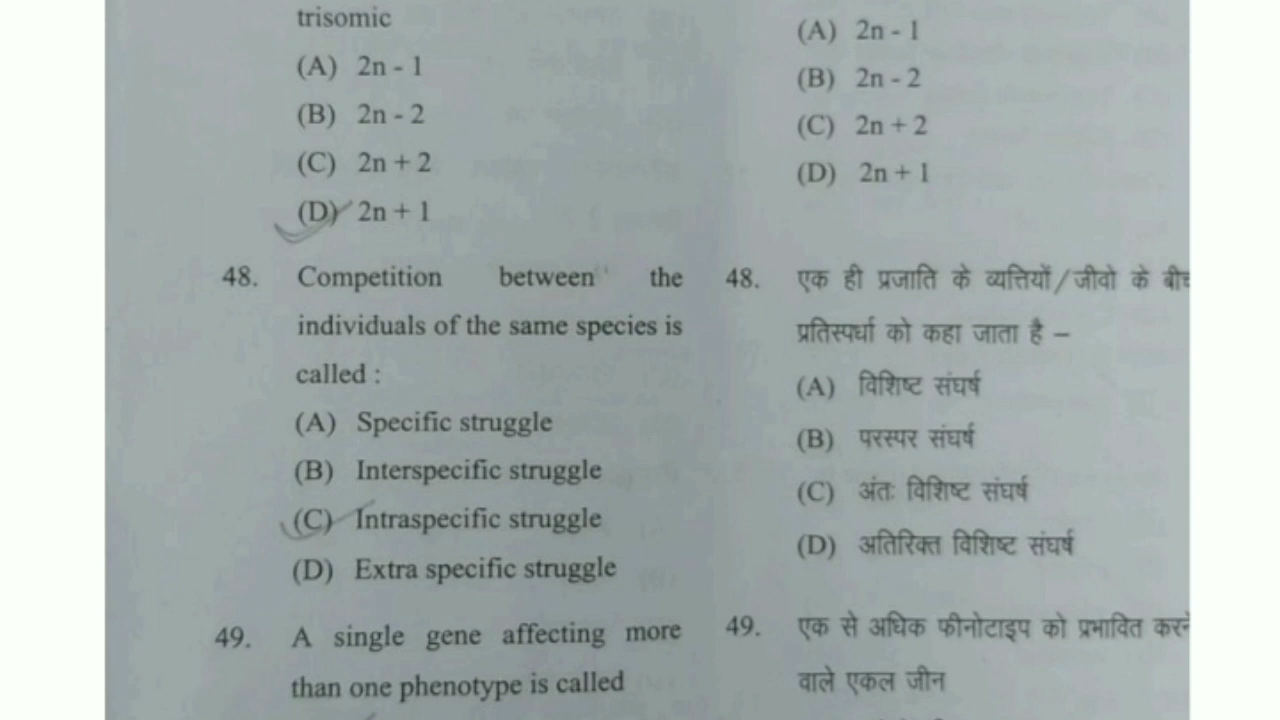 trisomic
(A) 2n - 1
(B) 2n - 2
(C) 2n + 2
(D) 2n + 1
48. Competition between the
individuals of the same species is
called :
(A) Specific struggle
(B) Interspecific struggle
(C) Intraspecific struggle
(D) Extra specific struggle
49. A single gene affecting more
than one phenotype is called
(A) 2n - 1
(B) 2n - 2
(C) 2n + 2
(D) 2n + 1
48. एक ही प्रजाति के व्यत्तियों/जीवो के बीच
प्रतिस्पर्धा को कहा जाता है –
(A) विशिष्ट संघर्ष
(B) परस्पर संघर्ष
(C) अंतः विशिष्ट संघर्ष
(D) अतिरिक्त विशिष्ट संघर्ष
49. एक से अधिक फीनोटाइप को प्रभावित करने
वाले एकल जीन